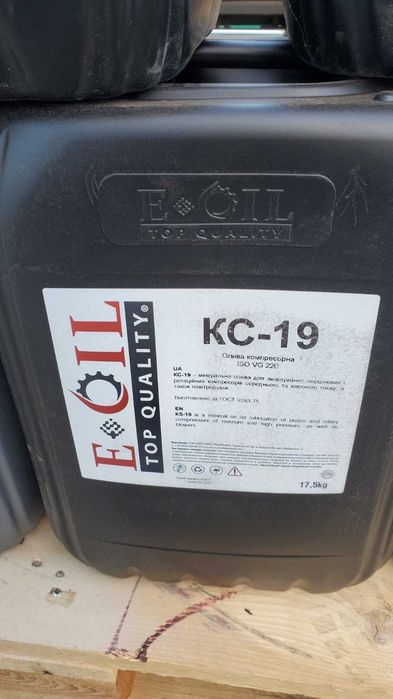 E OIL
TOP QUALITY
E OIL
TOP QUALITY®
КС-19
Олива компресорна
ISO VG 220
UA
КС-19 – мінеральна олива для змащування поршневих і
ротаційних компресорів середнього та високого тиску, а
також повітродувок.
Виготовлено за ГОСТ 9243-75
EN
KS-19 is a mineral oil for lubrication of piston and rotary
compressors of medium and high pressure, as well as
blowers.
17,5kg